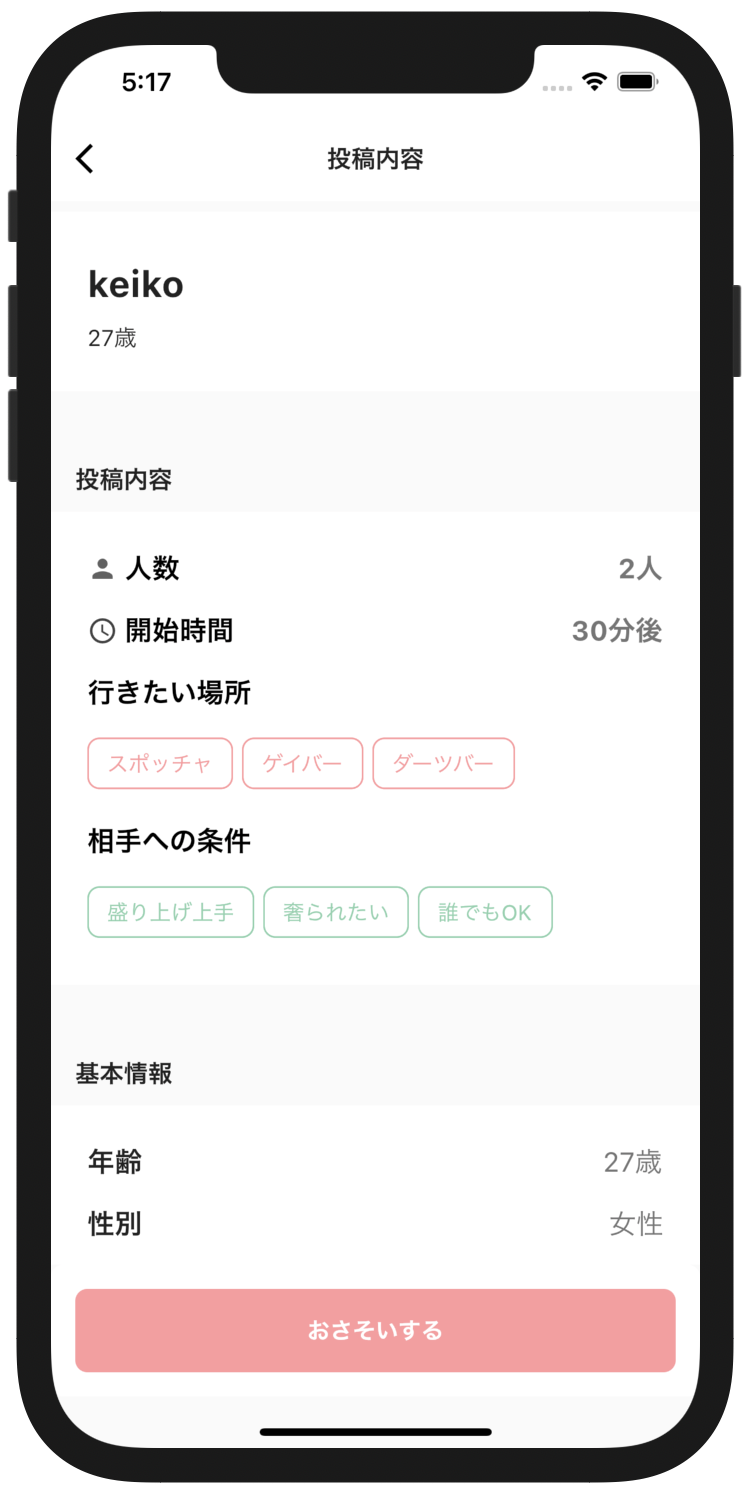 5:17
投稿内容
keiko
27歳
投稿内容
人数 2人
開始時間 30分後
行きたい場所
スポッチャ ゲイバー ダーツバー
相手への条件
盛り上げ上手 奢られたい 誰でもOK
基本情報
年齢 27歳
性別 女性
おさそいする